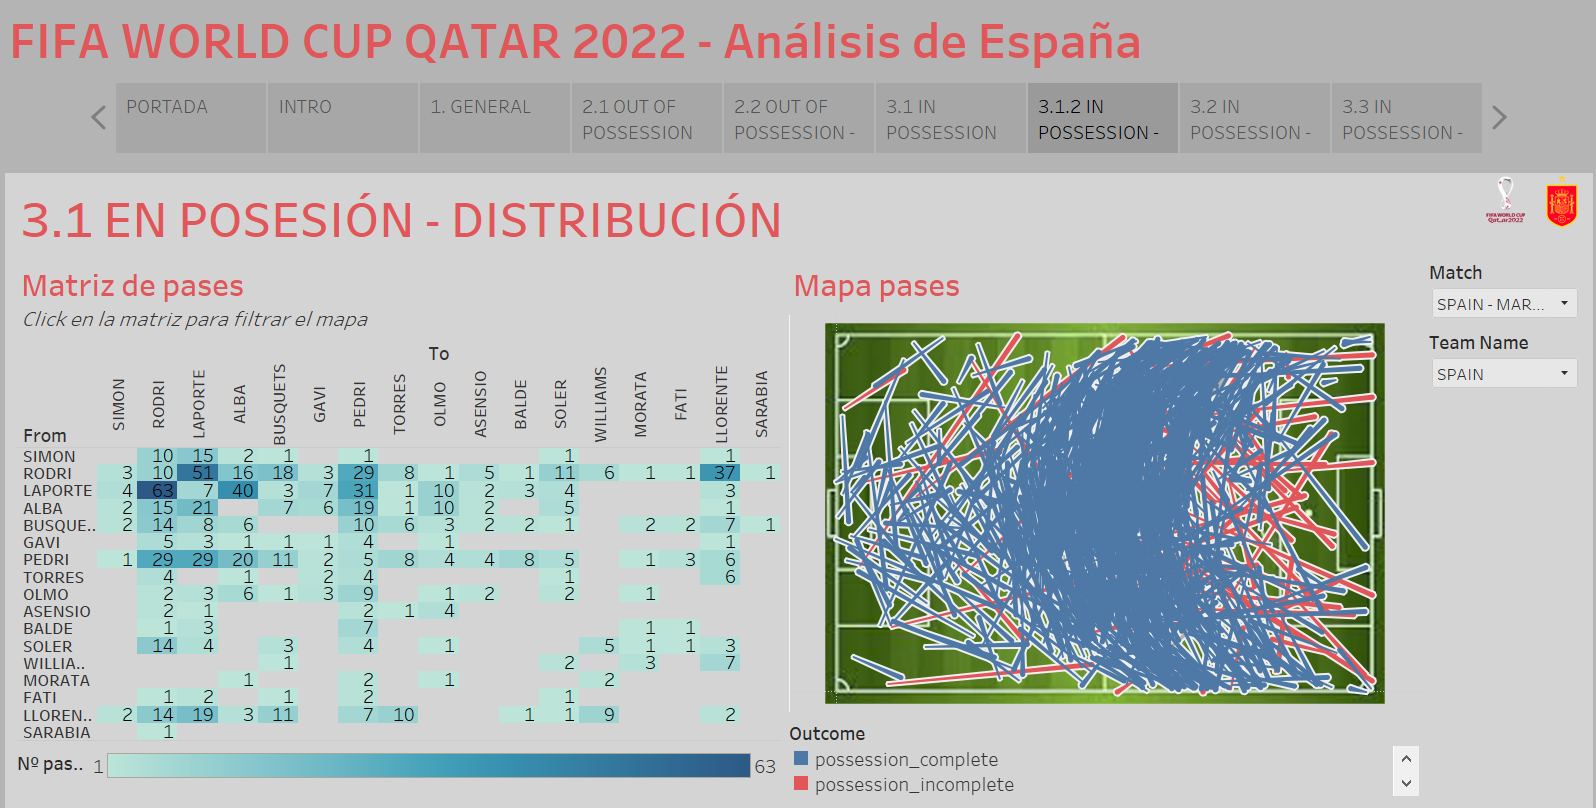 FIFA WORLD CUP QATAR 2022 - Análisis de España
PORTADA
INTRO
1. GENERAL
2.1 OUT OF
POSSESSION
2.2 OUT OF
POSSESSION -
3.1 IN
POSSESSION
3.1.2 IN
POSSESSION -
3.2 IN
POSSESSION -
3.3 IN
POSSESSION -
3.1 EN POSESIÓN - DISTRIBUCIÓN
FIFA WORLD CUP
Qatar2022
Matriz de pases
Click en la matriz para filtrar el mapa
To
From SIMON RODRI LAPORTE ALBA BUSQUETS GAVI PEDRI TORRES OLMO ASENSIO BALDE SOLER WILLIAMS MORATA FATI LLORENTE SARABIA
SIMON 10 15 2 1 1 1 1
RODRI 3 10 51 16 18 3 29 8 1 5 1 11 6 1 1 37 1
LAPORTE 4 63 7 40 3 7 31 1 10 2 3 4 3
ALBA 2 15 21 7 6 19 1 10 2 5 1
BUSQUE.. 2 14 8 6 10 6 3 2 2 1 2 2 7 1
GAVI 5 3 1 1 1 4 1 1
PEDRI 1 29 29 20 11 2 5 8 4 4 8 5 1 3 6
TORRES 4 1 2 4 1 6
OLMO 2 3 6 1 3 9 1 2 2 1
ASENSIO 2 1 2 1 4
BALDE 1 3 7 1 1
SOLER 14 4 3 4 1 5 1 1 3
WILLIA.. 1 2 3 7
MORATA 1 2 1 2
FATI 1 2 1 2 1
LLOREN.. 2 14 19 3 11 7 10 1 1 9 2
SARABIA 1
Nº pas.. 1 63
Mapa pases
Outcome
possession_complete
possession_incomplete
Match
SPAIN - MAR...
Team Name
SPAIN